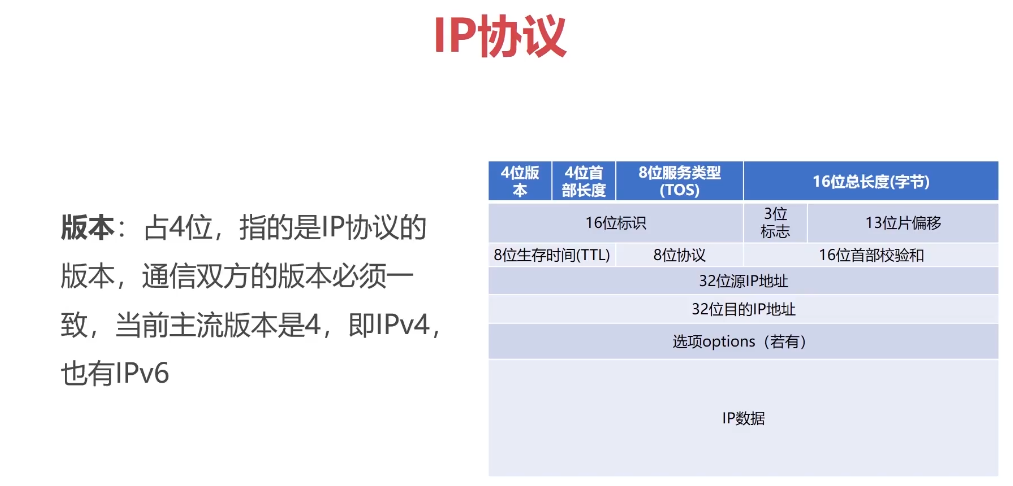 IP协议
版本：占4位，指的是IP协议的
版本，通信双方的版本必须一
致，当前主流版本是4，即IPv4，
也有IPv6
4位版
本
4位首
部长度
8位服务类型
(TOS)
16位总长度(字节)
16位标识
3位
标志
13位片偏移
8位生存时间(TTL)
8位协议
16位首部校验和
32位源IP地址
32位目的IP地址
选项options（若有）
IP数据